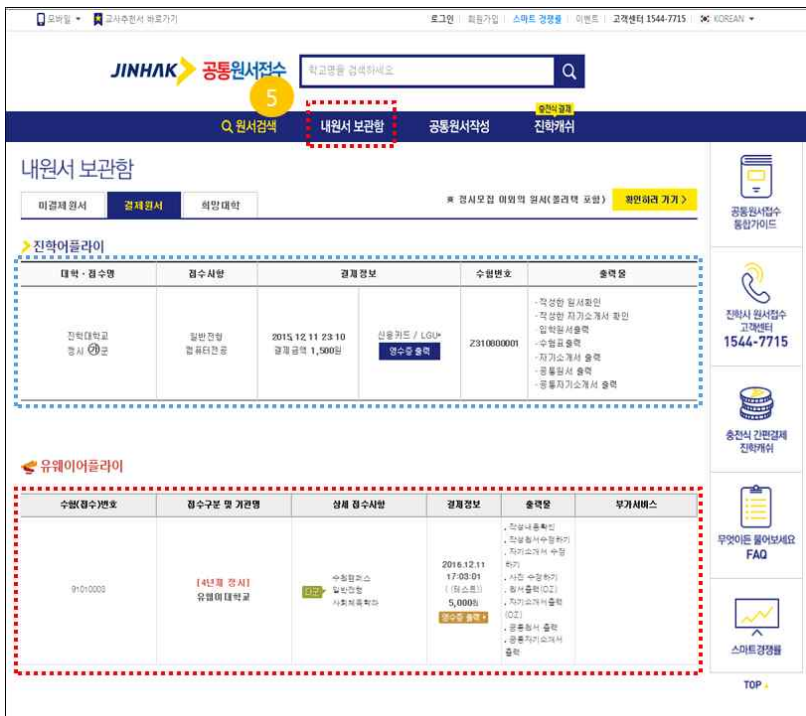 모바일 교사추천서 바로가기 로그인 회원가입 스마트 경쟁률 이벤트 고객센터 1544-7715 KOREAN
JINHAK 공통원서접수 학교명을 검색하세요
5
원서검색 내원서 보관함 공통원서작성 충전식 결제 진학캐쉬
내원서 보관함
미결제 원서 결제원서 희망대학 ※ 정시모집 이외의 원서(플러텍 포함) 확인하러 가기 >
진학어플라이
대학 · 접수명 접수사항 결제정보 수험번호 출력물
진학대학교
정시 ㉮군
일반전형
컴퓨터전공
2015.12.11 23:10
결제금액 1,500원
신용카드 / LGU+
영수증 출력
Z310800001
-작성한 원서확인
-작성한 자기소개서 확인
-입학원서출력
-수험표출력
-자기소개서 출력
-공통원서 출력
-공통자기소개서 출력
유웨이어플라이
수험(접수)번호 접수구분 및 기관명 상세 접수사항 결제정보 출력물 부가서비스
91010003
[4년제 정시]
유웨이대학교
다군
수원캠퍼스
일반전형
사회체육학과
2016.12.11
17:03:01
( (테스트))
5,000원
영수증 출력
. 작성내용확인
. 작성원서수정하기
. 자기소개서 수정
하기
. 사진 수정하기
. 원서출력(OZ)
. 자기소개서출력
(OZ)
. 공통원서 출력
. 공통자기소개서
출력
공통원서접수
통합가이드
진학사 원서접수
고객센터
1544-7715
충전식 간편결제
진학캐쉬
무엇이든 물어보세요
FAQ
스마트경쟁률
TOP